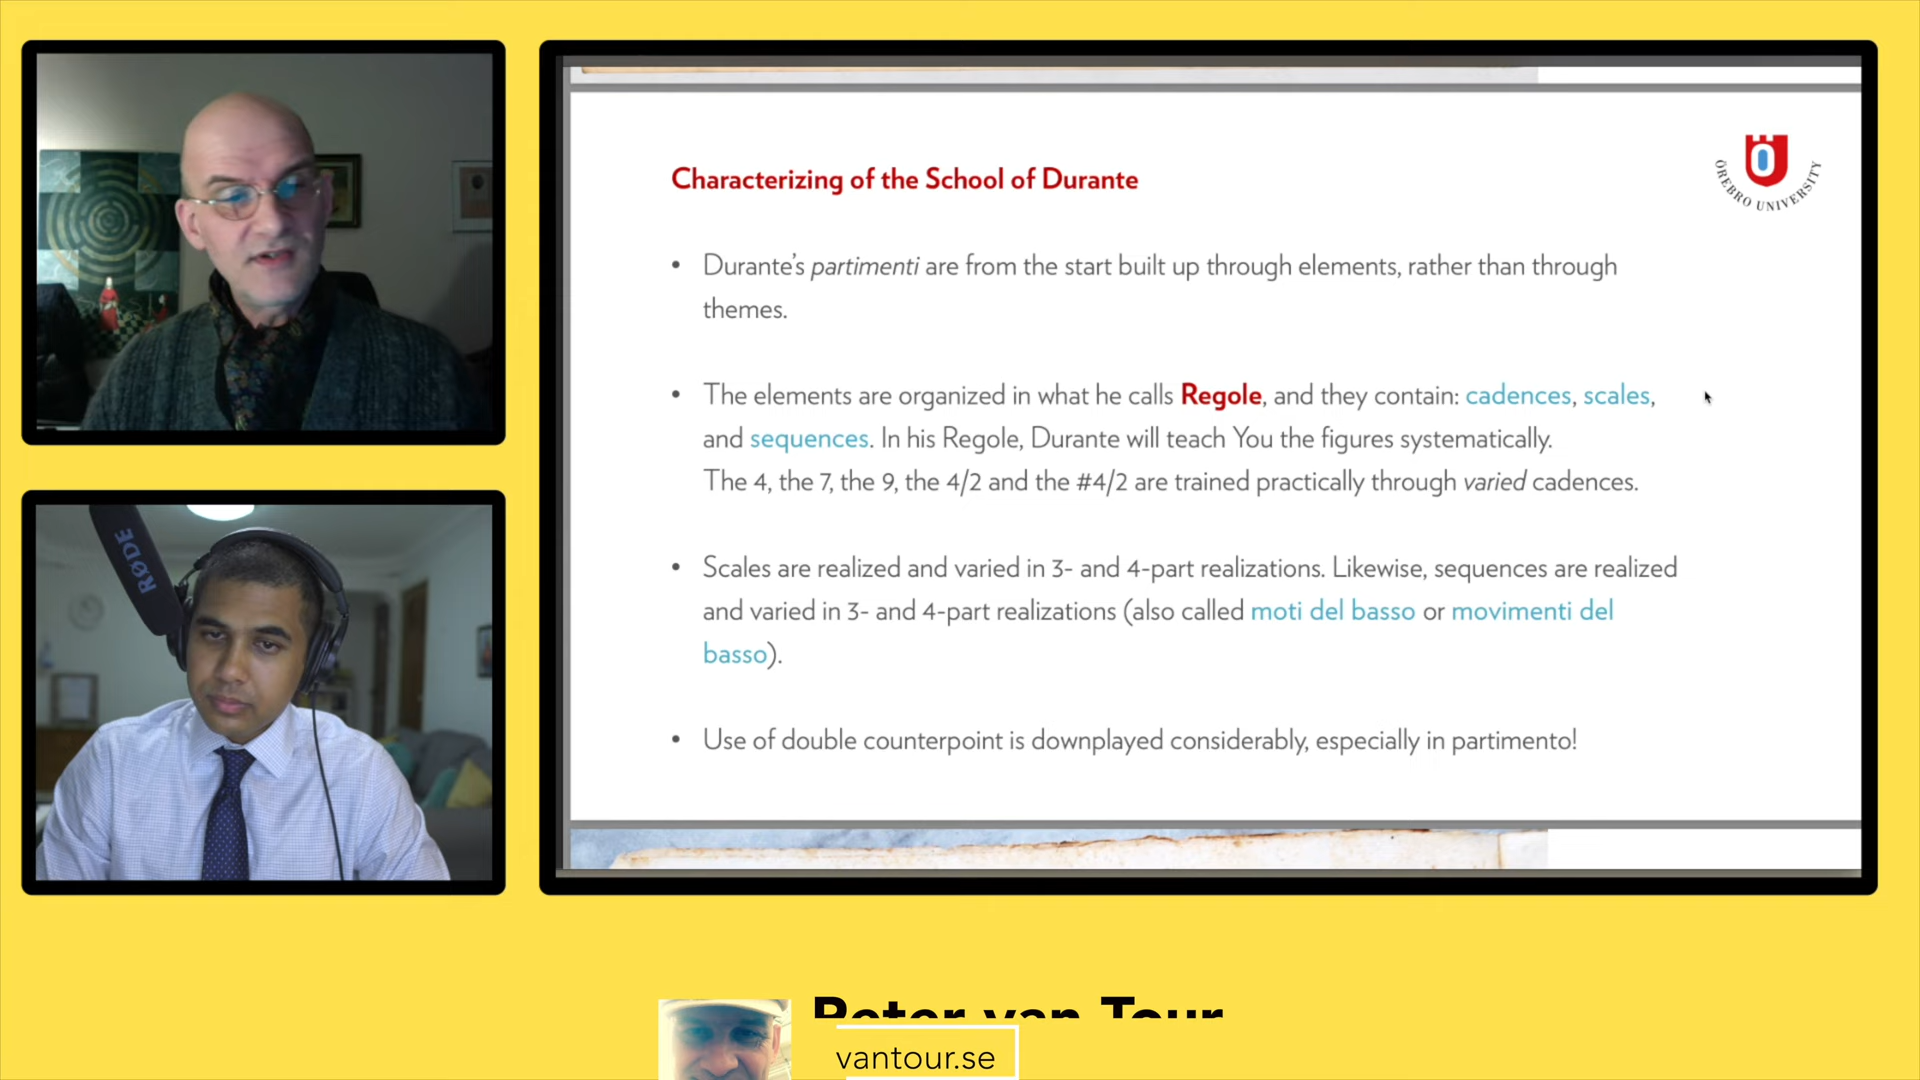 RØDE
Characterizing of the School of Durante
ÖREBRO UNIVERSITY
• Durante's partimenti are from the start built up through elements, rather than through
themes.
• The elements are organized in what he calls Regole, and they contain: cadences, scales,
and sequences. In his Regole, Durante will teach You the figures systematically.
The 4, the 7, the 9, the 4/2 and the #4/2 are trained practically through varied cadences.
• Scales are realized and varied in 3- and 4-part realizations. Likewise, sequences are realized
and varied in 3- and 4-part realizations (also called moti del basso or movimenti del
basso).
• Use of double counterpoint is downplayed considerably, especially in partimento!
Peter van Tour
vantour.se